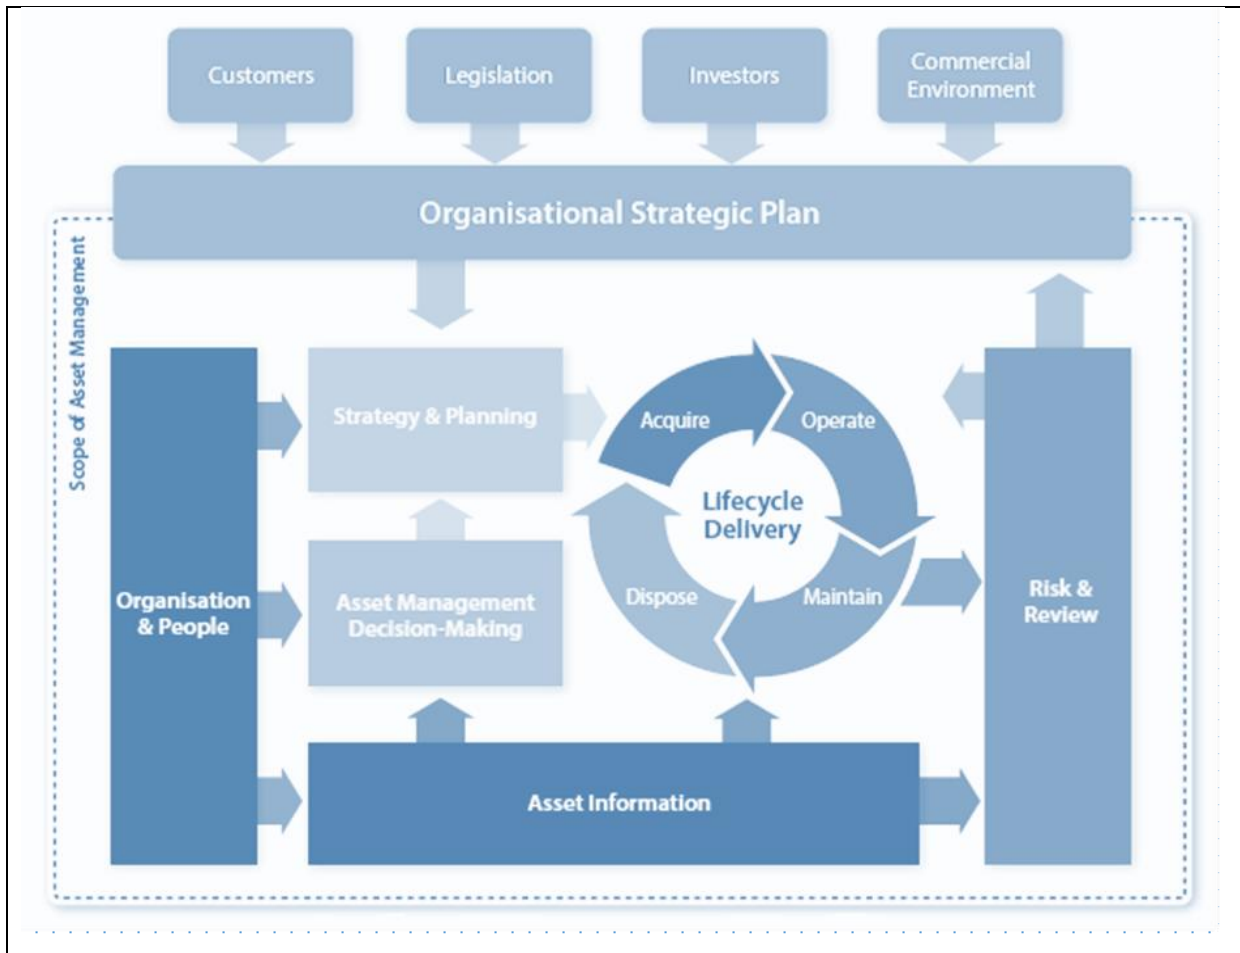 Customers
Legislation
Investors
Commercial
Environment
Organisational Strategic Plan
Scope of Asset Management
Strategy & Planning
Acquire
Operate
Lifecycle
Delivery
Organisation
& People
Asset Management
Decision-Making
Dispose
Maintain
Risk &
Review
Asset Information